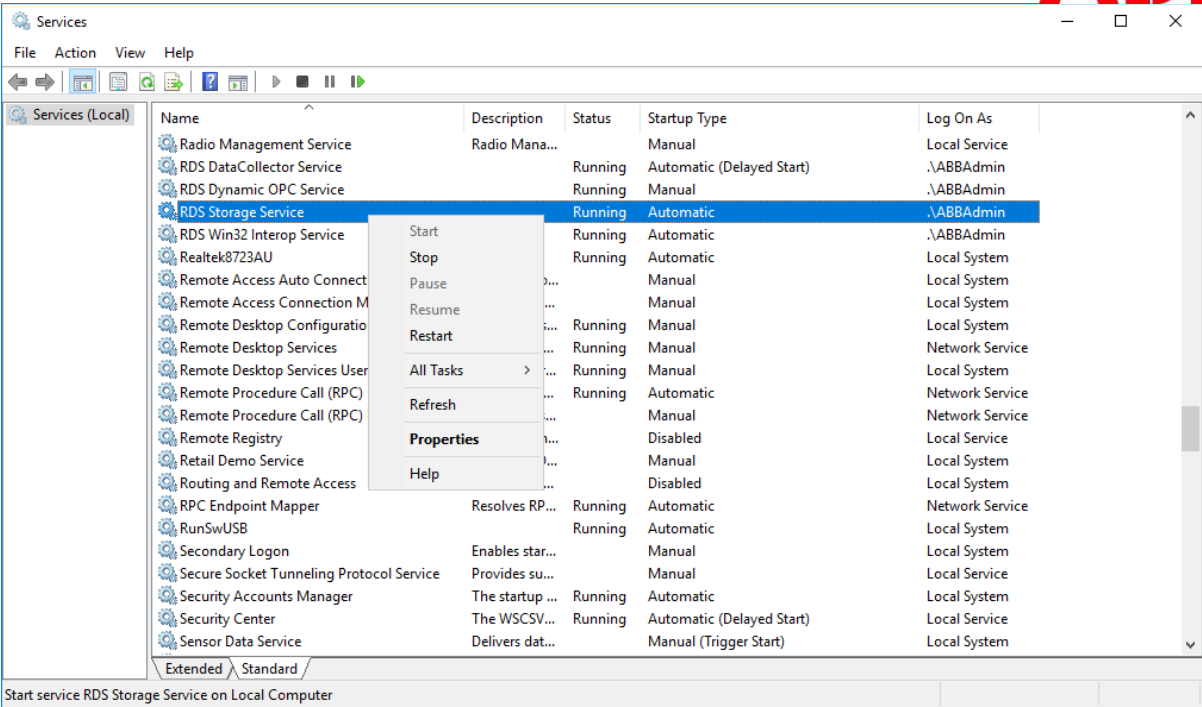 Services
File Action View Help
Services (Local)
Name Description Status Startup Type Log On As
Radio Management Service Radio Mana... Manual Local Service
RDS DataCollector Service Running Automatic (Delayed Start) .\ABBAdmin
RDS Dynamic OPC Service Running Manual .\ABBAdmin
RDS Storage Service Running Automatic .\ABBAdmin
RDS Win32 Interop Service Running Automatic .\ABBAdmin
Realtek8723AU Running Automatic Local System
Remote Access Auto Connect Manual Local System
Remote Access Connection M Manual Local System
Remote Desktop Configuratio Running Manual Local System
Remote Desktop Services Running Manual Network Service
Remote Desktop Services User Running Manual Local System
Remote Procedure Call (RPC) Running Automatic Network Service
Remote Procedure Call (RPC) Manual Network Service
Remote Registry Disabled Local Service
Retail Demo Service Manual Local System
Routing and Remote Access Disabled Local System
RPC Endpoint Mapper Resolves RP... Running Automatic Network Service
RunSwUSB Running Automatic Local System
Secondary Logon Enables star... Manual Local System
Secure Socket Tunneling Protocol Service Provides su... Manual Local Service
Security Accounts Manager The startup ... Running Automatic Local System
Security Center The WSCSV... Running Automatic (Delayed Start) Local Service
Sensor Data Service Delivers dat... Manual (Trigger Start) Local System
Start
Stop
Pause
Resume
Restart
All Tasks
Refresh
Properties
Help
Extended Standard
Start service RDS Storage Service on Local Computer